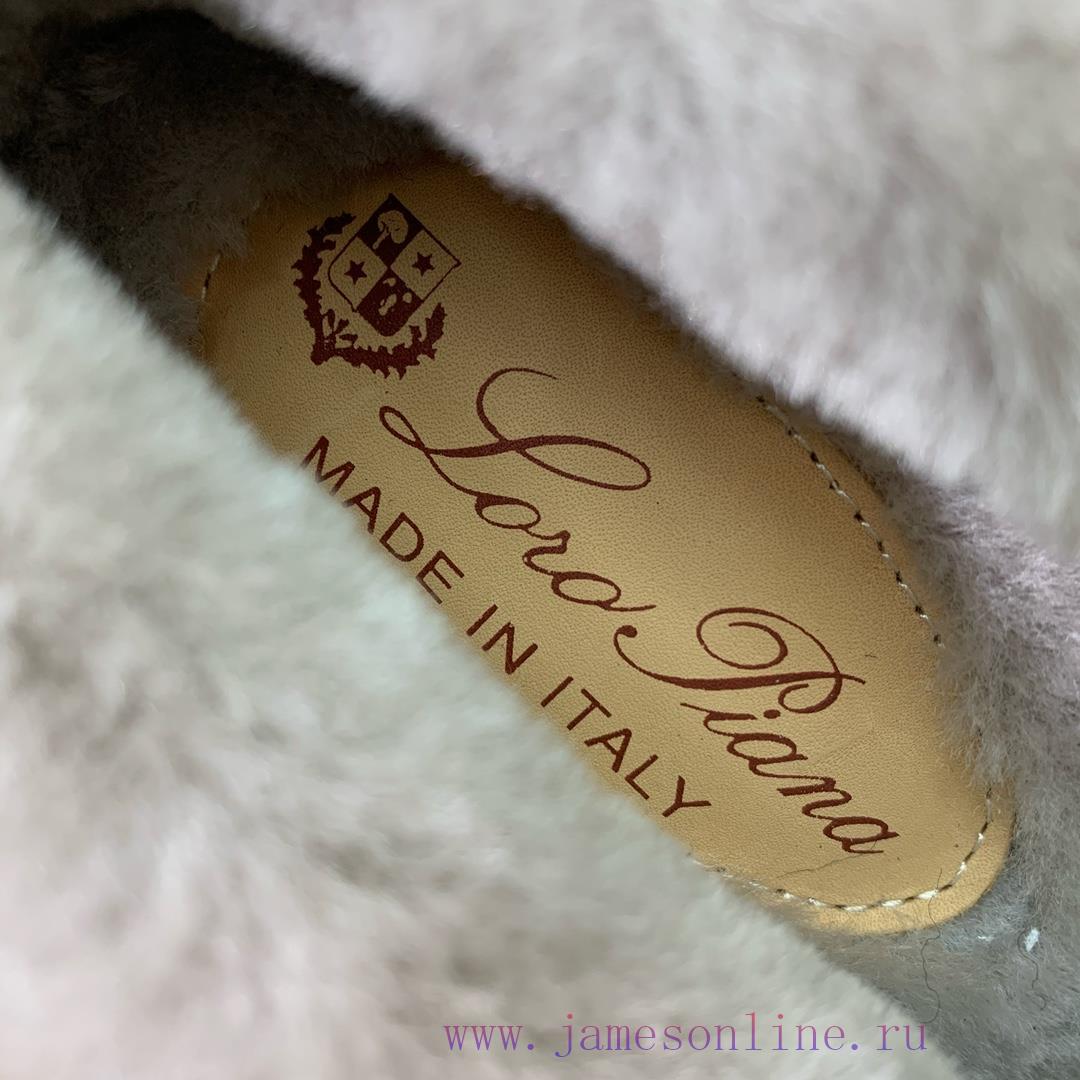 Loro Piana
MADE IN ITALY
www.jamesonline.ru